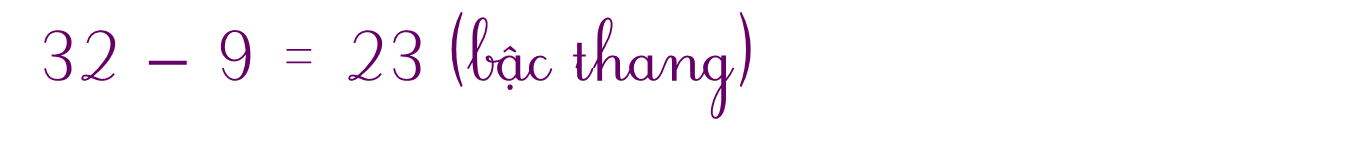 32 – 9 = 23 (bậc thang)